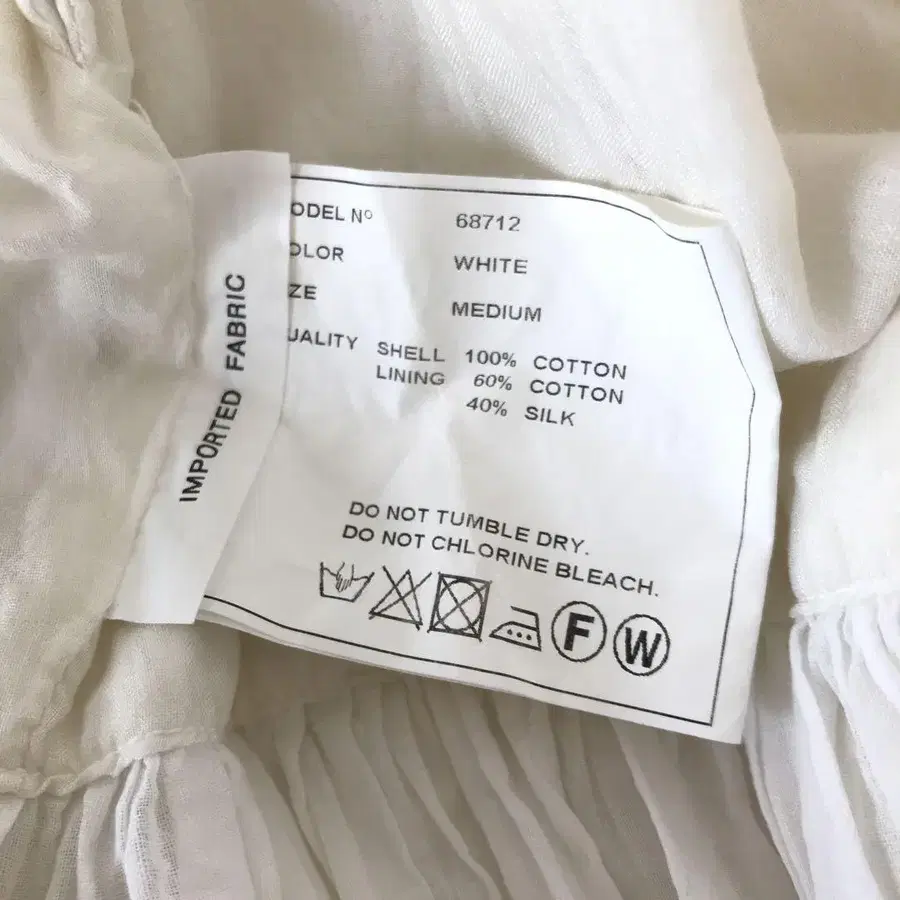 IMPORTED FABRIC
ODEL Nº 68712
OLOR WHITE
ZE MEDIUM
UALITY SHELL 100% COTTON
LINING 60% COTTON
40% SILK
DO NOT TUMBLE DRY.
DO NOT CHLORINE BLEACH.
F W